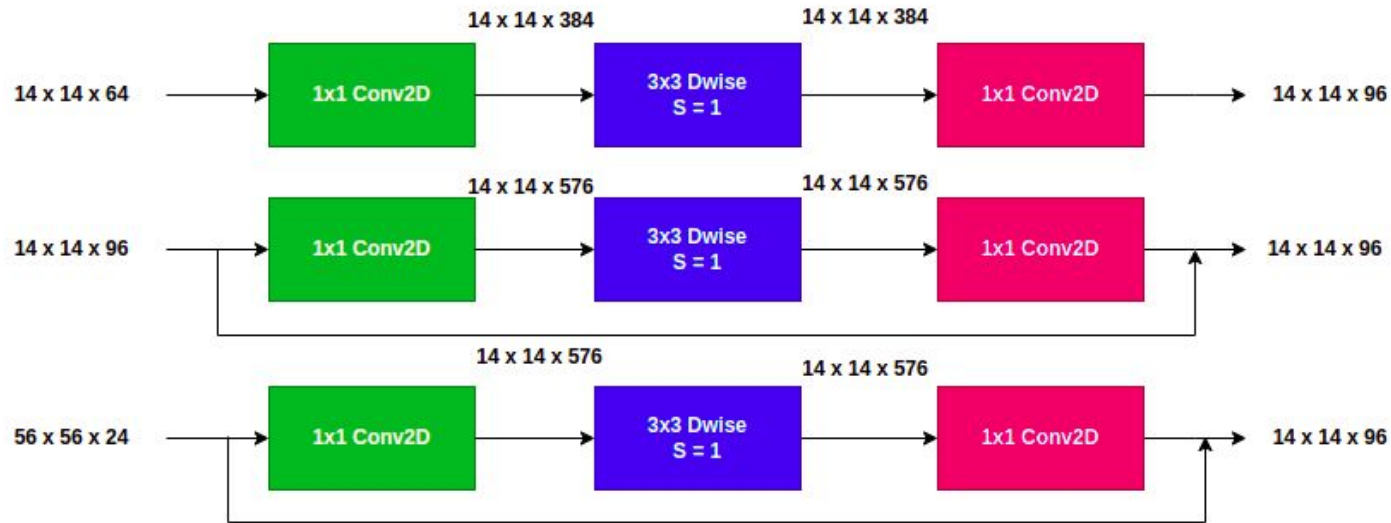 14 x 14 x 384
14 x 14 x 384
14 x 14 x 64
1x1 Conv2D
3x3 Dwise
S = 1
1x1 Conv2D
14 x 14 x 96
14 x 14 x 576
14 x 14 x 576
14 x 14 x 96
1x1 Conv2D
3x3 Dwise
S = 1
1x1 Conv2D
14 x 14 x 96
14 x 14 x 576
14 x 14 x 576
56 x 56 x 24
1x1 Conv2D
3x3 Dwise
S = 1
1x1 Conv2D
14 x 14 x 96